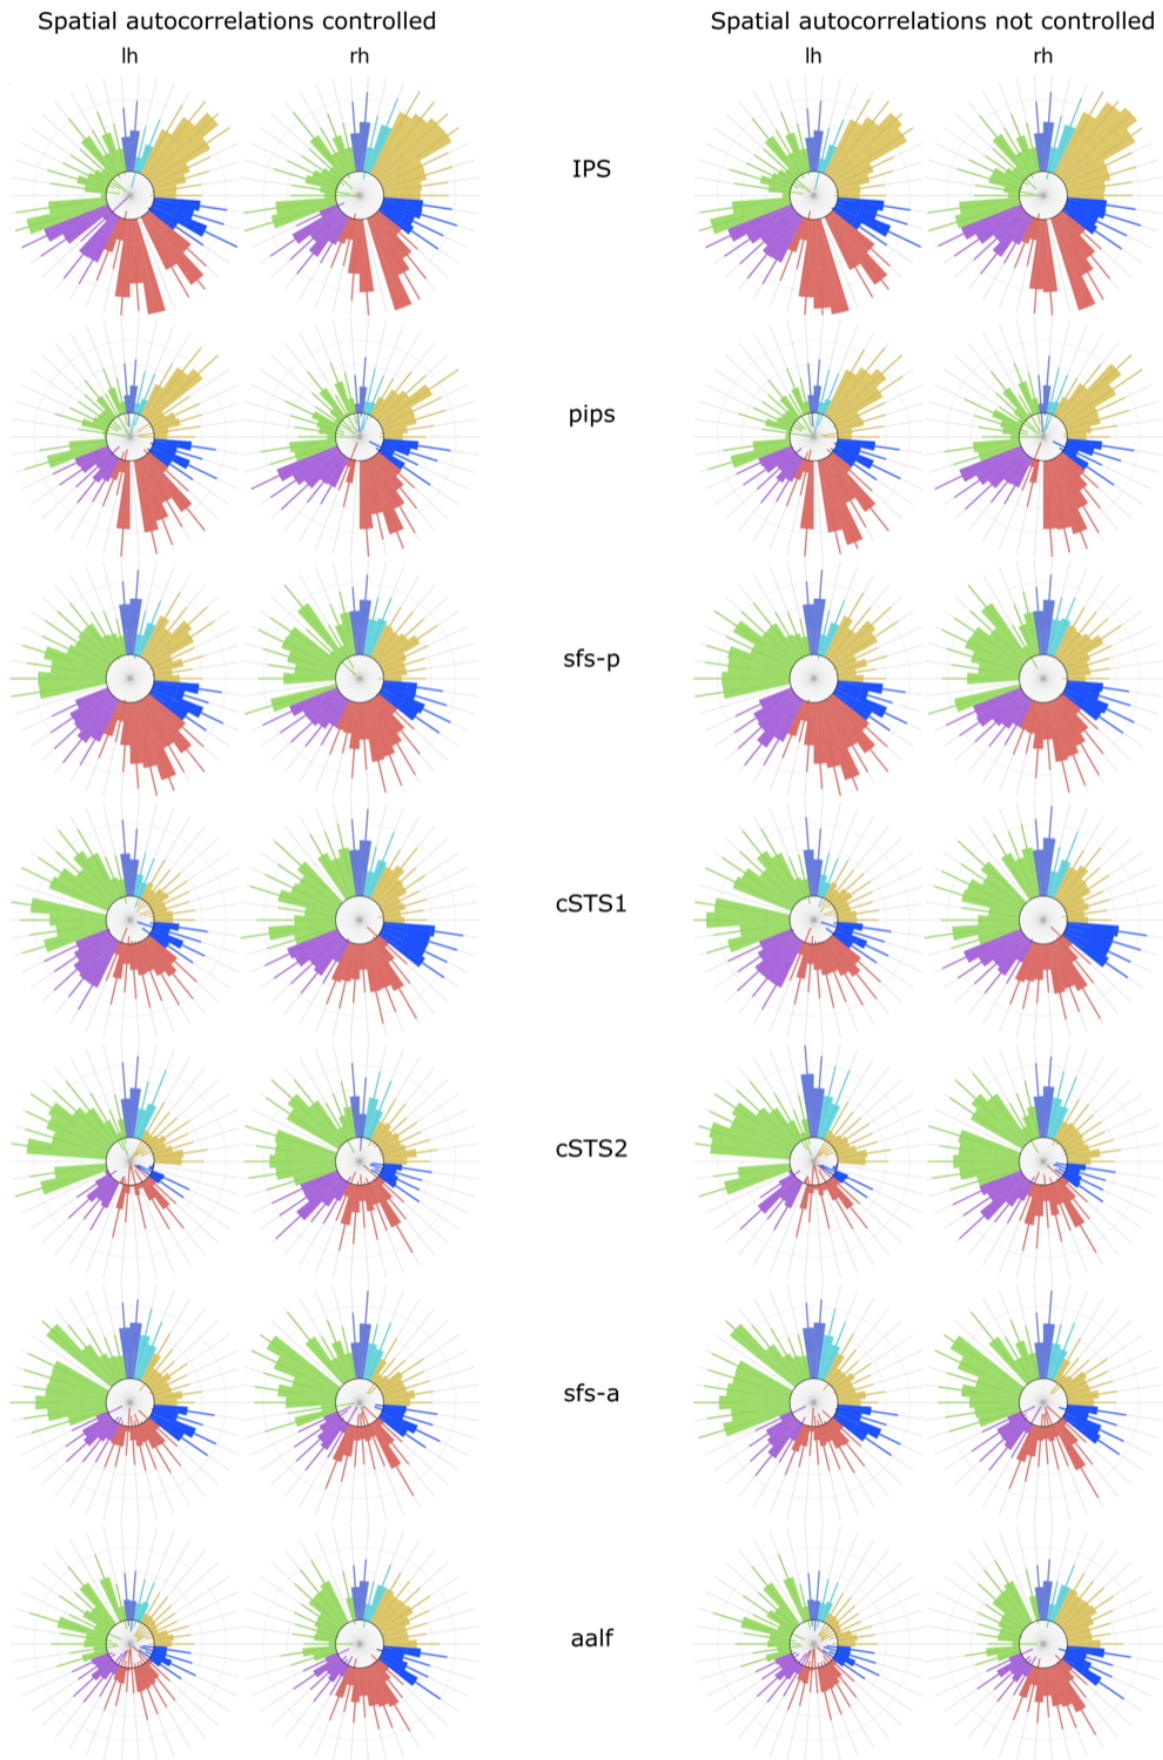 Spatial autocorrelations controlled
Spatial autocorrelations not controlled
lh
rh
lh
rh
IPS
pips
sfs-p
cSTS1
cSTS2
sfs-a
aalf